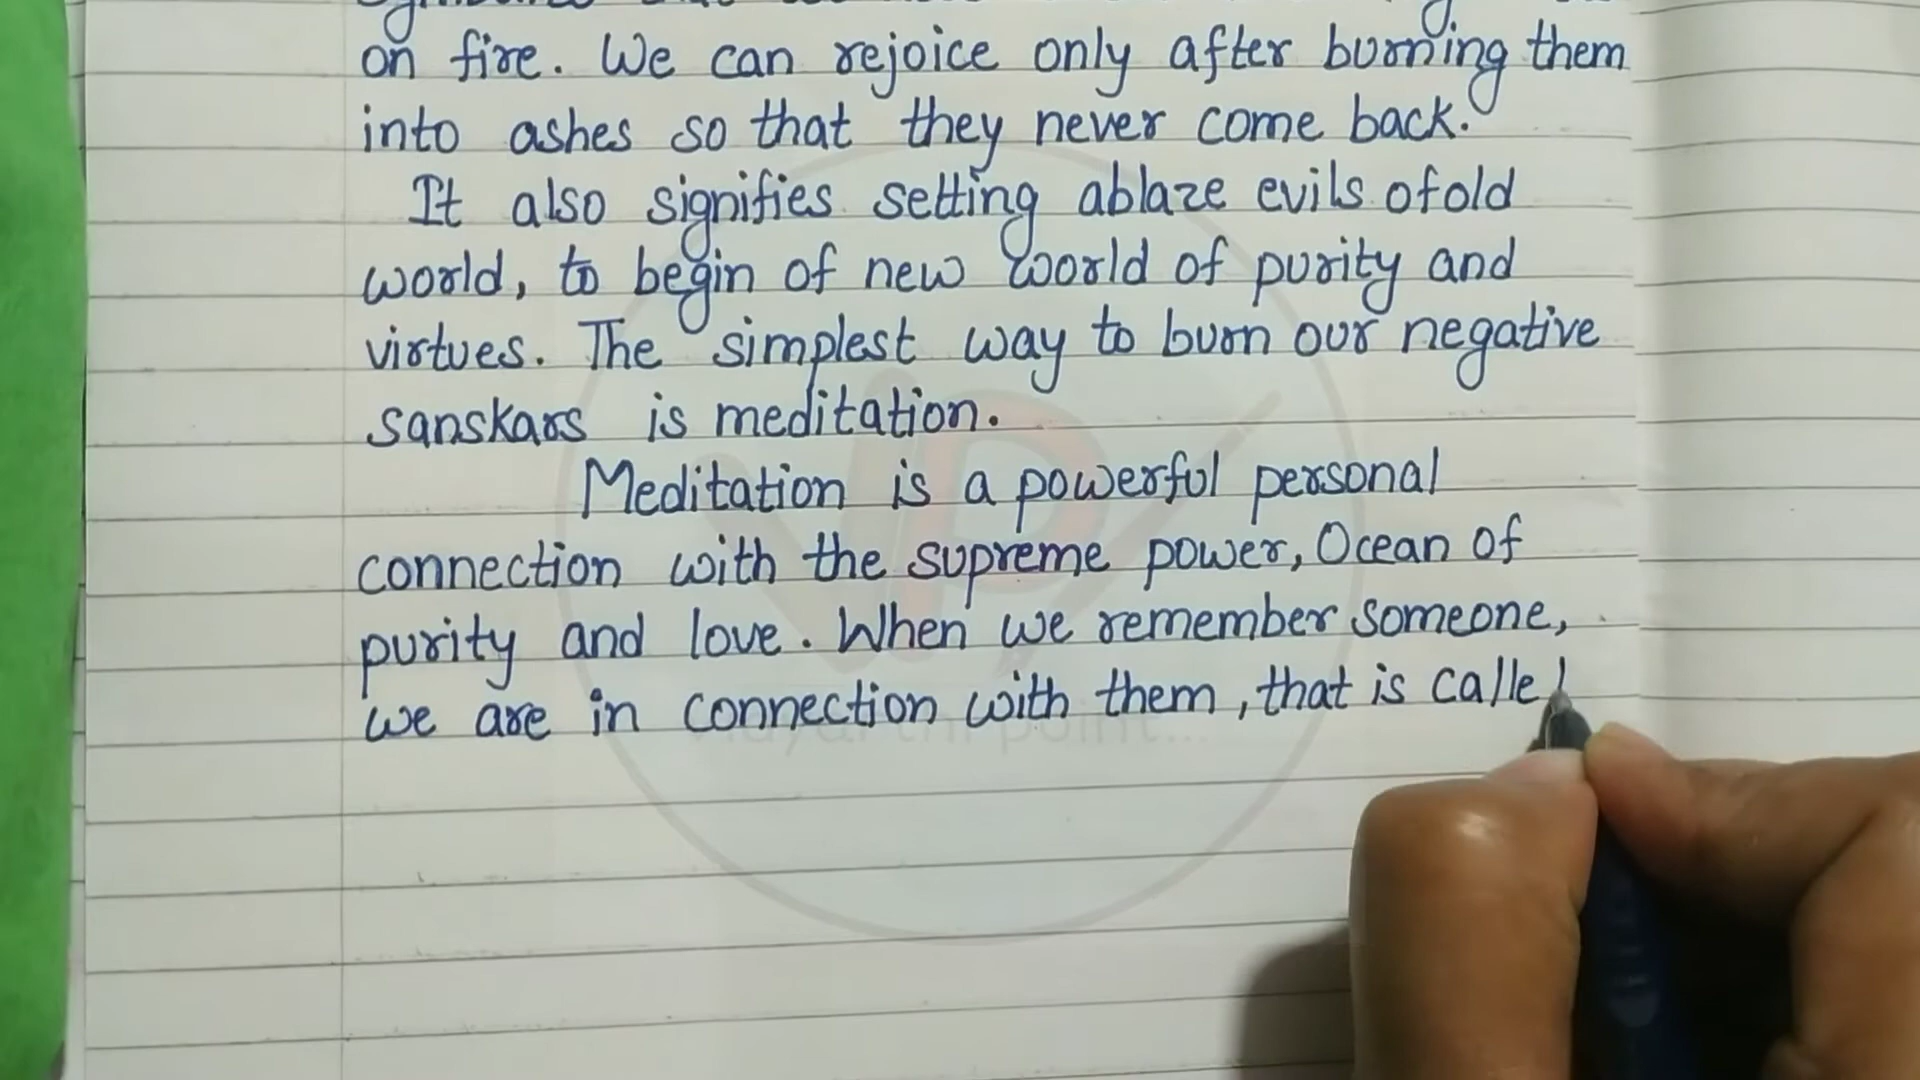 on fire. We can rejoice only after burning them
into ashes so that they never come back.
It also signifies setting ablaze evils of old
world, to begin of new world of purity and
virtues. The simplest way to burn our negative
sanskars is meditation.
Meditation is a powerful personal
connection with the supreme power, Ocean of
purity and love. When we remember someone,
we are in connection with them, that is calle